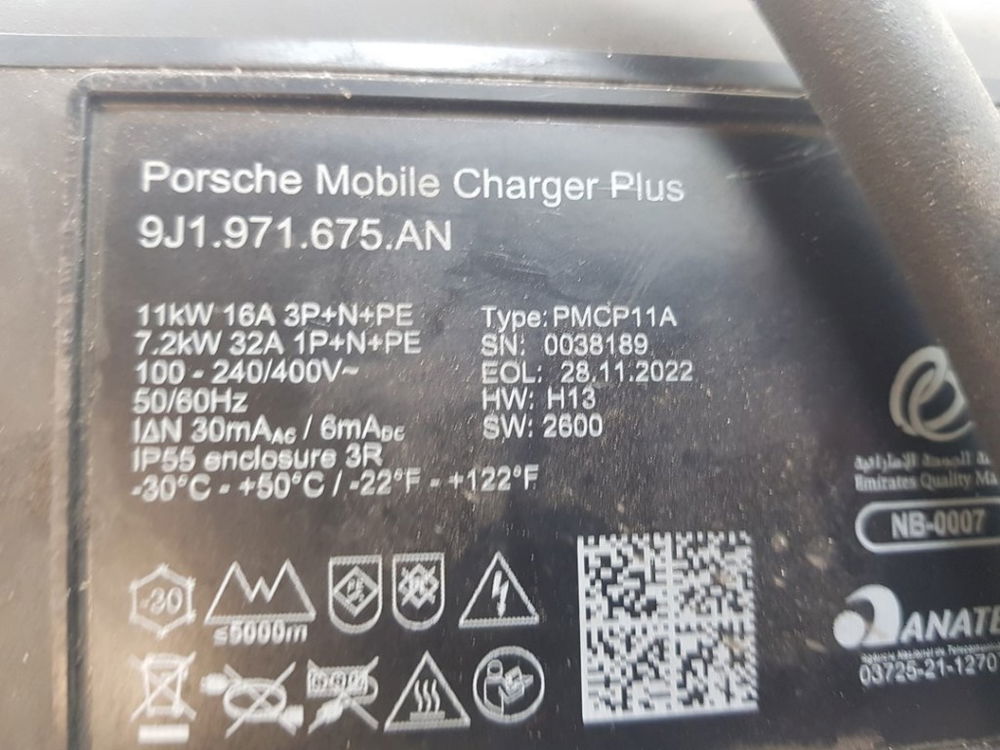 Porsche Mobile Charger Plus
9J1.971.675.AN
11kW 16A 3P+N+PE
7.2kW 32A 1P+N+PE
100 - 240/400V~
50/60Hz
IΔN 30mAAC / 6mADC
IP55 enclosure 3R
-30°C - +50°C / -22°F - +122°F
Type: PMCP11A
SN: 0038189
EOL: 28.11.2022
HW: H13
SW: 2600
Emirates Quality
NB-0007
-30
≤5000m
PE
ANATE
03725-21-1270